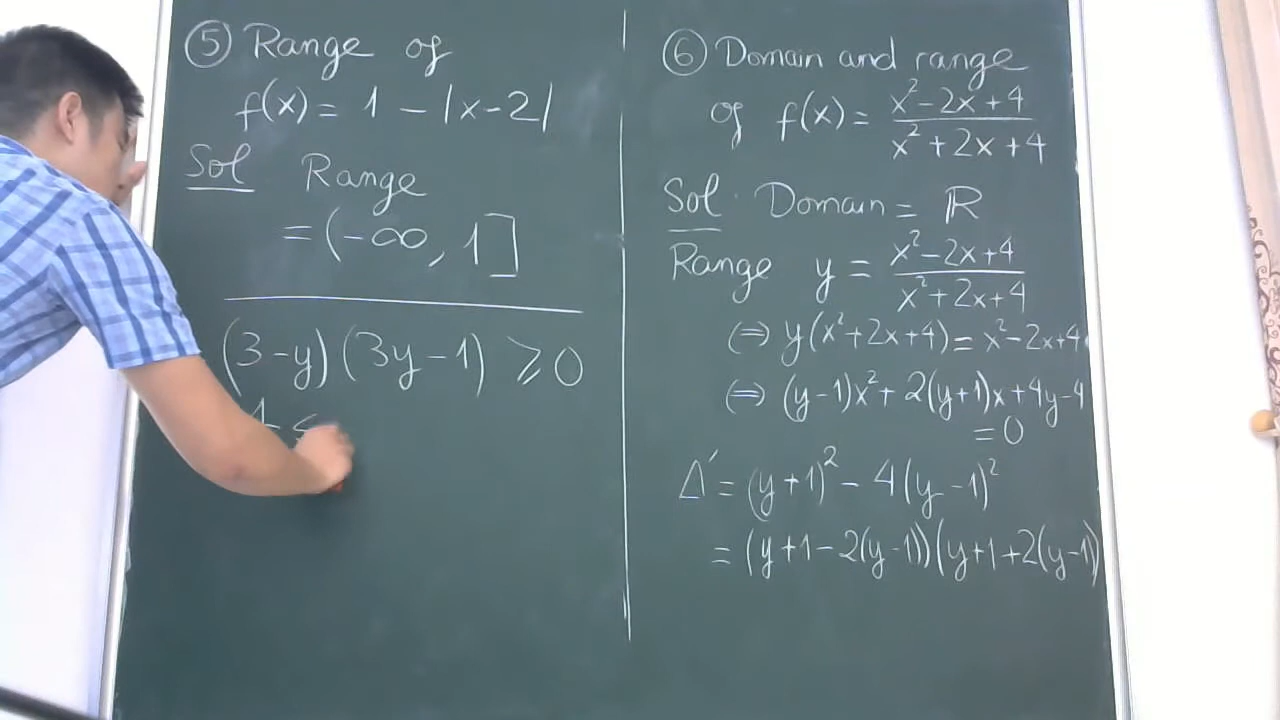 ⑤ Range of
f(x) = 1 - |x-2|
Sol Range
= (-∞, 1]
(3-y)(3y-1) ⩾ 0
⑥ Domain and range
of f(x) = \frac{x²-2x+4}{x²+2x+4}
Sol. Domain = ℝ
Range y = \frac{x²-2x+4}{x²+2x+4}
⇔ y(x²+2x+4) = x²-2x+4
⇔ (y-1)x² + 2(y+1)x + 4y-4
= 0
Δ' = (y+1)² - 4(y-1)²
= (y+1-2(y-1))(y+1+2(y-1))